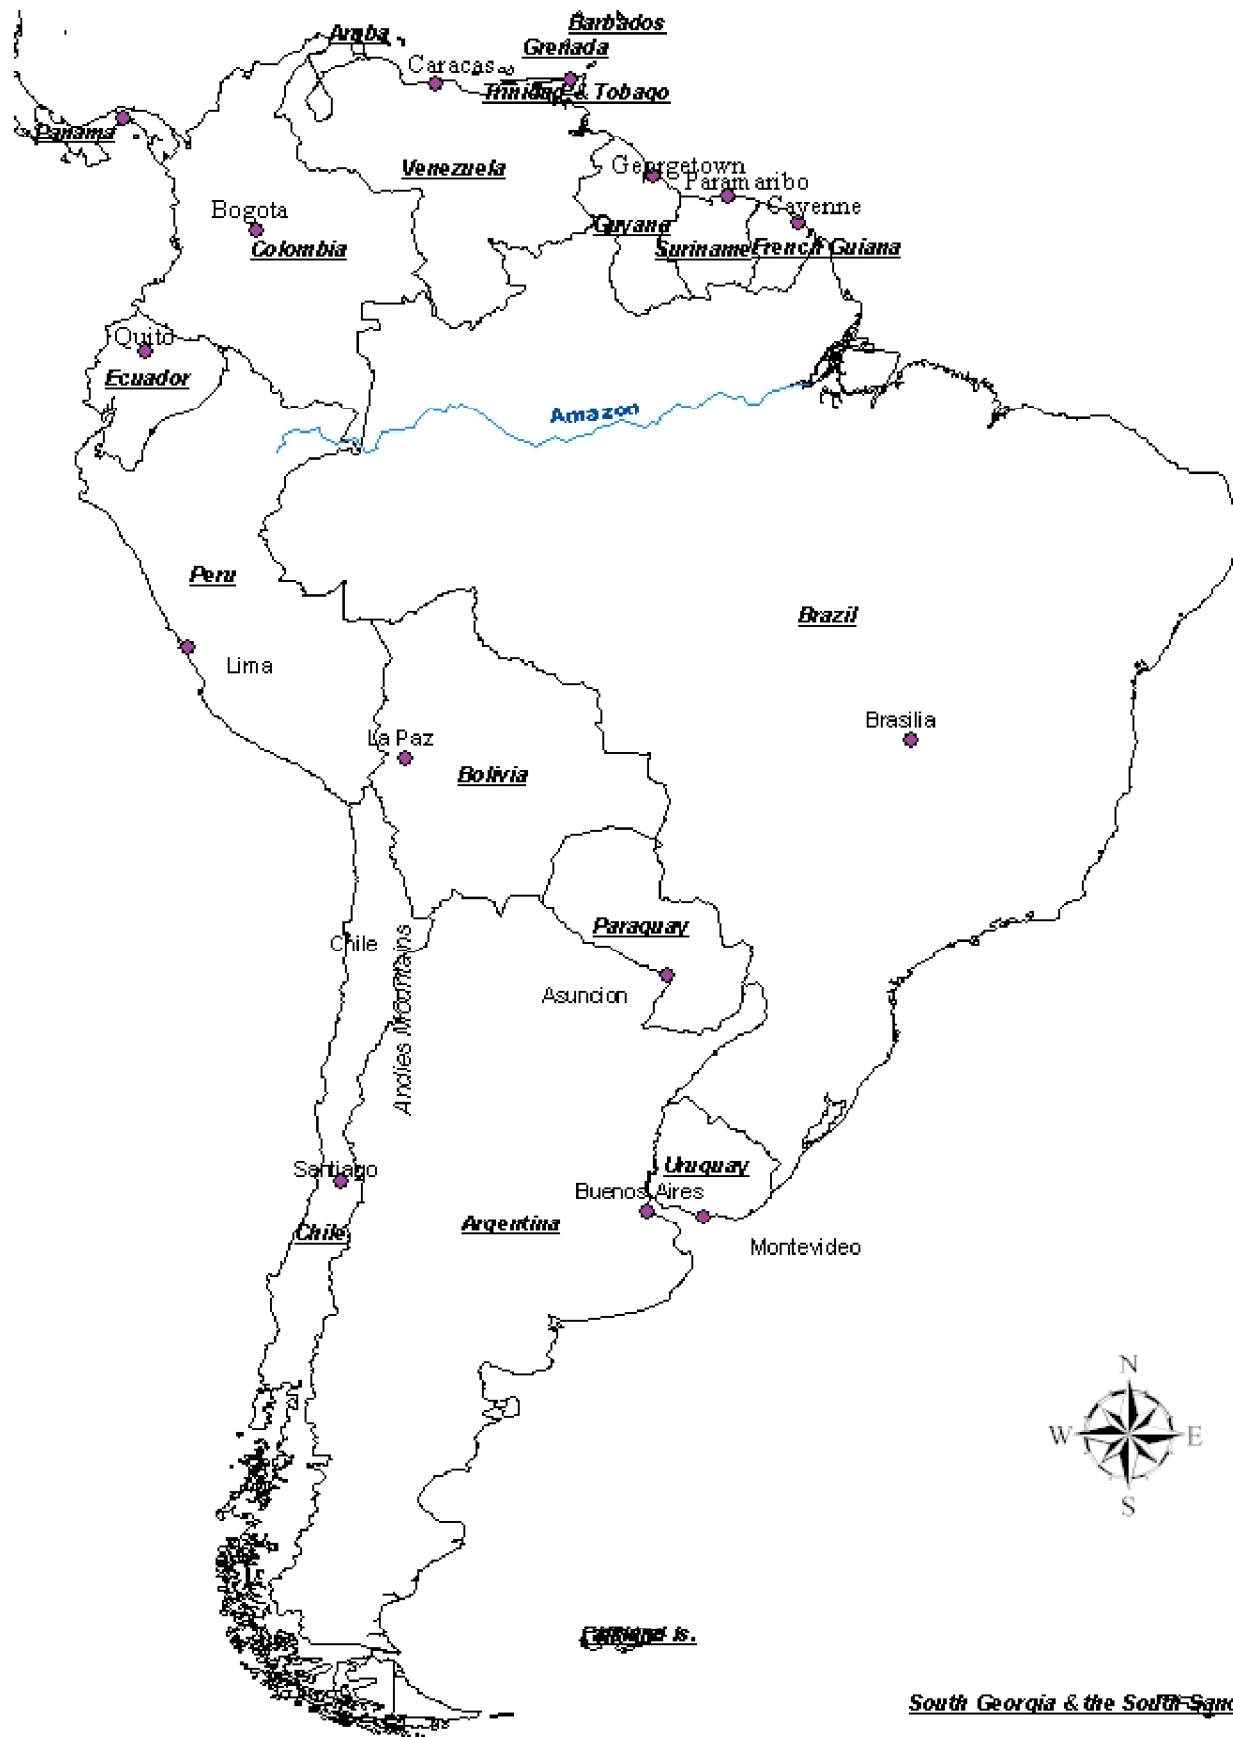 Barbados
Aruba
Grenada
Caracas
Trinidad & Tobago
Panama
Venezuela
Georgetown
Paramaribo
Cayenne
Bogota
Guyana
Colombia
Suriname
French Guiana
Quito
Ecuador
Amazon
Peru
Brazil
Lima
Brasilia
La Paz
Bolivia
Paraguay
Chile
Andies Mountains
Asuncion
Santiago
Uruguay
Buenos Aires
Chile
Argentina
Montevideo
N
W
E
S
Is.
South Georgia & the South